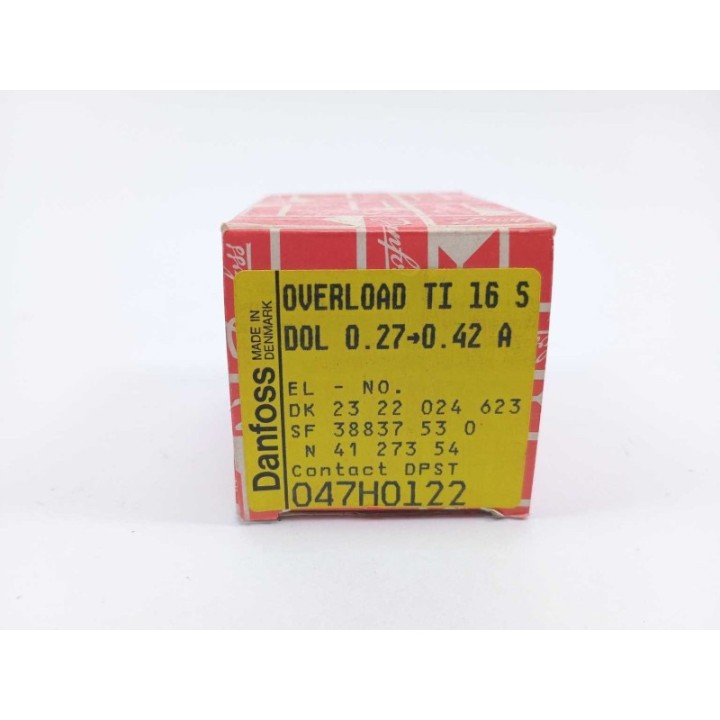 OVERLOAD TI 16 S
DOL 0.27→0.42 A
EL - NO.
DK 23 22 024 623
SF 38837 53 0
N 41 273 54
Contact DPST
047H0122
Danfoss
MADE IN
DENMARK